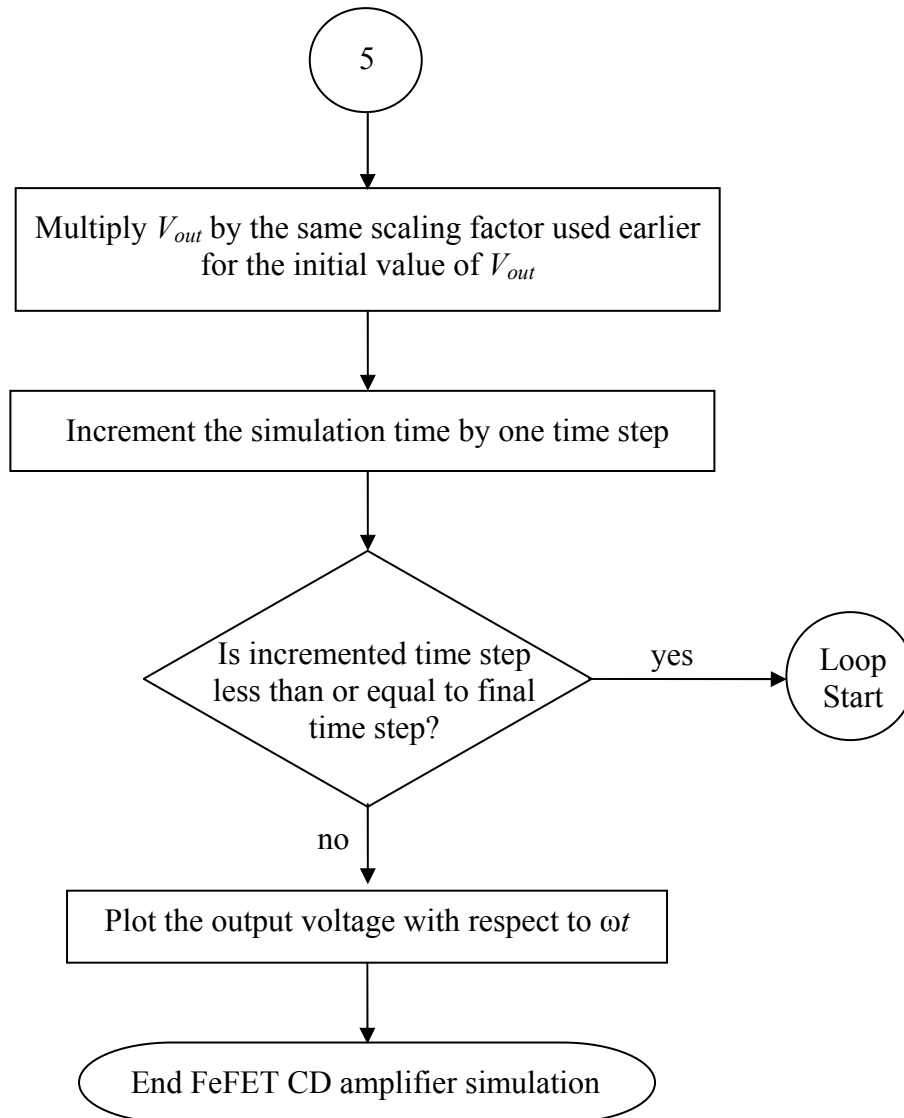 5
Multiply Vout by the same scaling factor used earlier
for the initial value of Vout
Increment the simulation time by one time step
Is incremented time step
less than or equal to final
time step?
yes
Loop
Start
no
Plot the output voltage with respect to ωt
End FeFET CD amplifier simulation